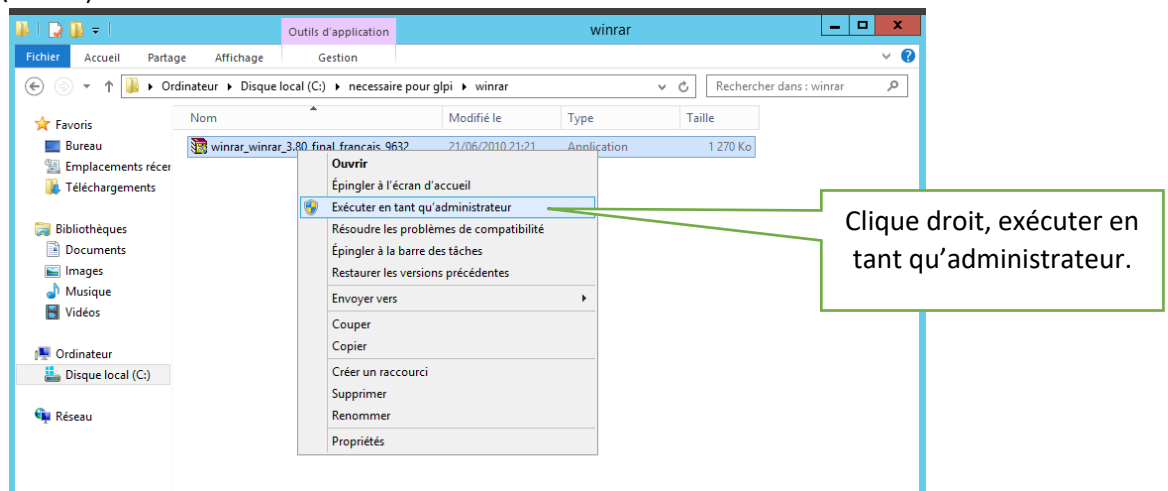 Outils d'application
winrar
Fichier
Accueil
Partage
Affichage
Gestion
Ordinateur
Disque local (C:)
necessaire pour glpi
winrar
Rechercher dans : winrar
Nom
Modifié le
Type
Taille
winrar_winrar_3.80_final_francais_9632
21/06/2010 21:21
Application
1 270 Ko
Favoris
Bureau
Emplacements récer
Téléchargements
Bibliothèques
Documents
Images
Musique
Vidéos
Ordinateur
Disque local (C:)
Réseau
Ouvrir
Épingler à l'écran d'accueil
Exécuter en tant qu'administrateur
Résoudre les problèmes de compatibilité
Épingler à la barre des tâches
Restaurer les versions précédentes
Envoyer vers
Couper
Copier
Créer un raccourci
Supprimer
Renommer
Propriétés
Clique droit, exécuter en
tant qu'administrateur.